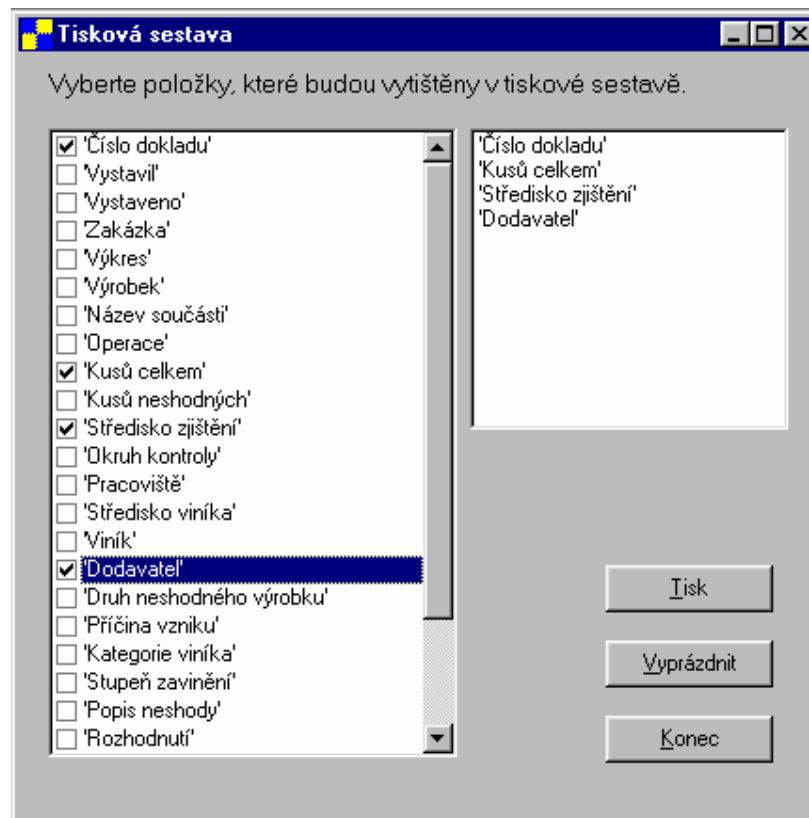 Tisková sestava
Vyberte položky, které budou vytištěny v tiskové sestavě.
'Číslo dokladu'
'Vystavil'
'Vystaveno'
'Zakázka'
'Výkres'
'Výrobek'
'Název součásti'
'Operace'
'Kusů celkem'
'Kusů neshodných'
'Středisko zjištění'
'Okruh kontroly'
'Pracoviště'
'Středisko viníka'
'Viník'
'Dodavatel'
'Druh neshodného výrobku'
'Příčina vzniku'
'Kategorie viníka'
'Stupeň zavinění'
'Popis neshody'
'Rozhodnutí'
'Číslo dokladu'
'Kusů celkem'
'Středisko zjištění'
'Dodavatel'
Tisk
Vyprázdnit
Konec